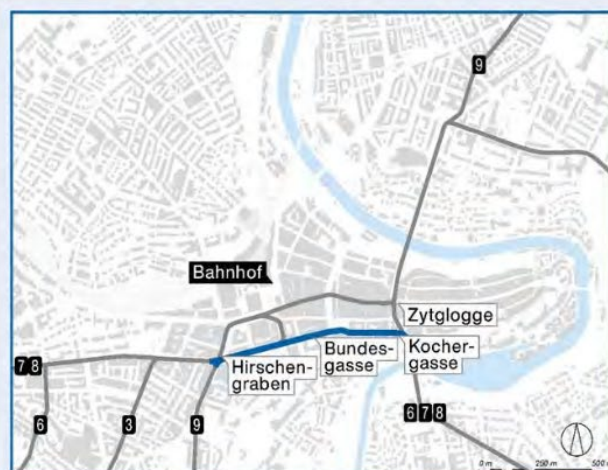 9
Bahnhof
Zytglogge
Bundes-
gasse
Kocher-
gasse
Hirschen-
graben
7 8
6
3
9
6 7 8
0 m 250 m 500 m